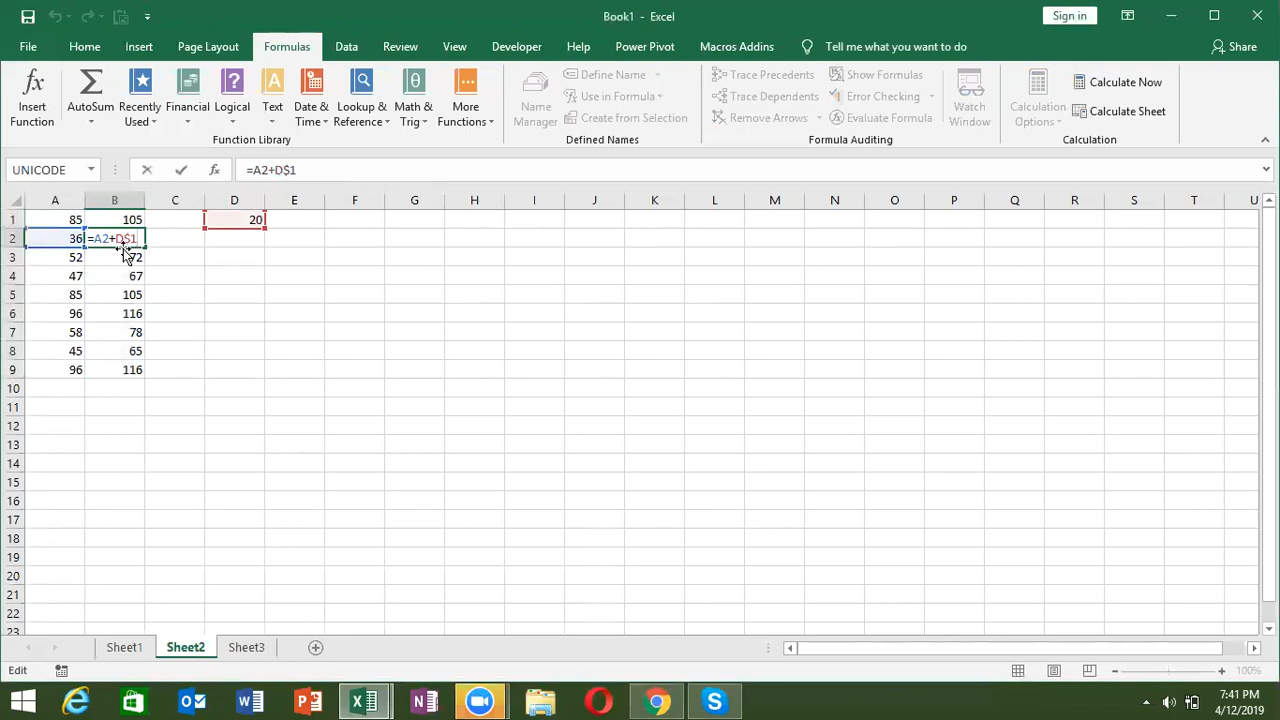 Book1 - Excel
Sign in
File Home Insert Page Layout Formulas Data Review View Developer Help Power Pivot Macros Addins Tell me what you want to do Share
Insert Function
AutoSum
Recently Used
Financial
Logical
Text
Date & Time
Lookup & Reference
Math & Trig
More Functions
Function Library
Name Manager
Define Name
Use in Formula
Create from Selection
Defined Names
Trace Precedents
Trace Dependents
Remove Arrows
Show Formulas
Error Checking
Evaluate Formula
Watch Window
Formula Auditing
Calculation Options
Calculate Now
Calculate Sheet
Calculation
UNICODE fx =A2+D$1
A B C D E F G H I J K L M N O P Q R S T U
1 85 105 20
2 36 =A2+D$1
3 52 72
4 47 67
5 85 105
6 96 116
7 58 78
8 45 65
9 96 116
10
11
12
13
14
15
16
17
18
19
20
21
22
23
Sheet1 Sheet2 Sheet3
Edit 100%
7:41 PM
4/12/2019